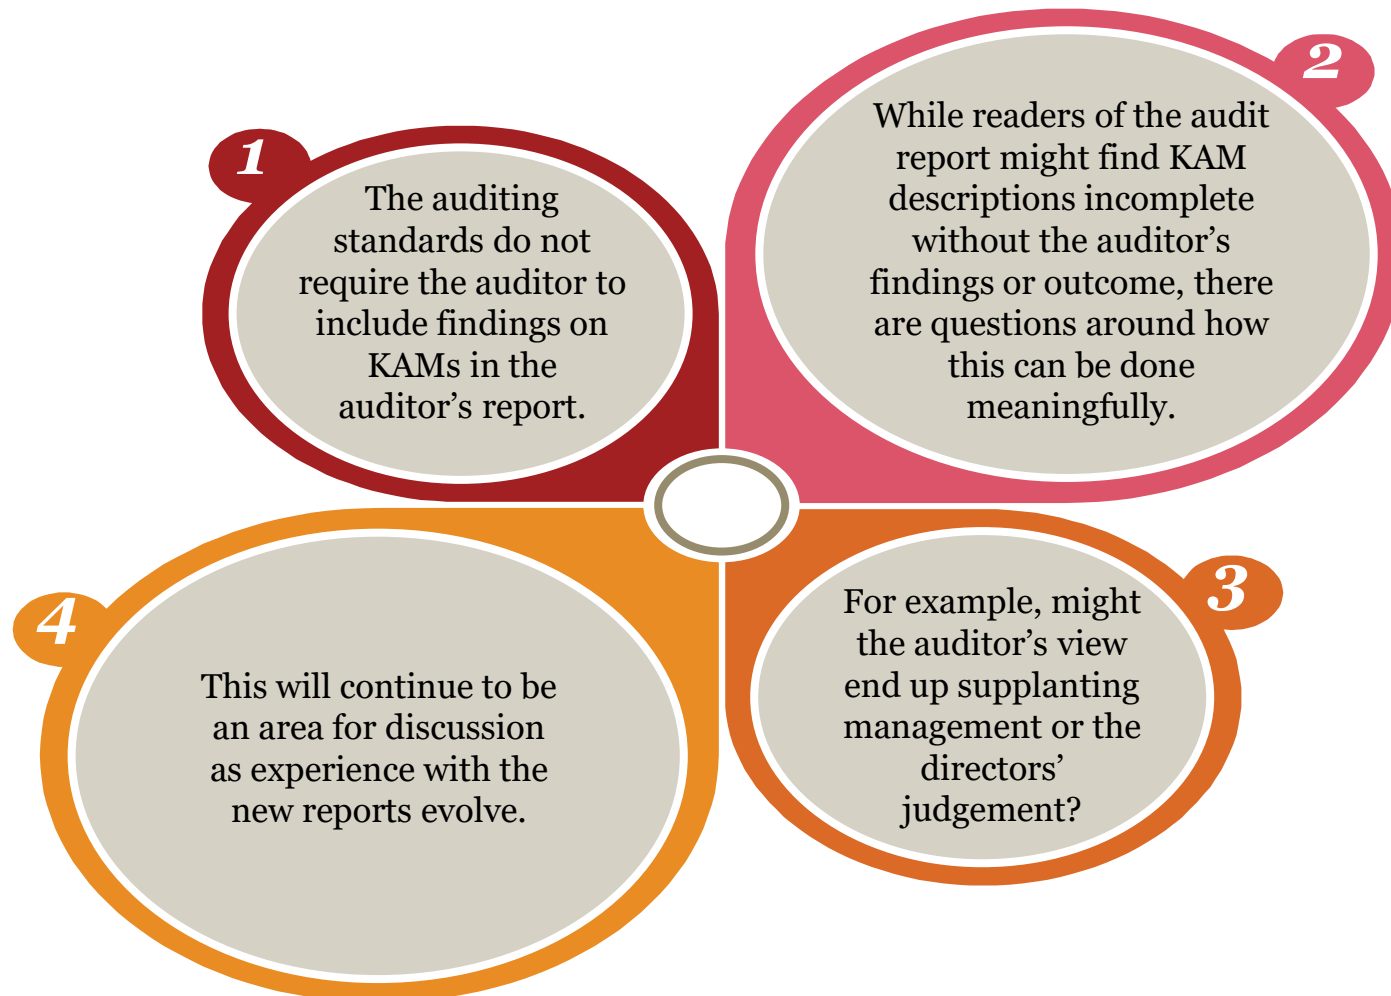 1
The auditing
standards do not
require the auditor to
include findings on
KAMs in the
auditor’s report.
2
While readers of the audit
report might find KAM
descriptions incomplete
without the auditor’s
findings or outcome, there
are questions around how
this can be done
meaningfully.
3
For example, might
the auditor’s view
end up supplanting
management or the
directors’
judgement?
4
This will continue to be
an area for discussion
as experience with the
new reports evolve.